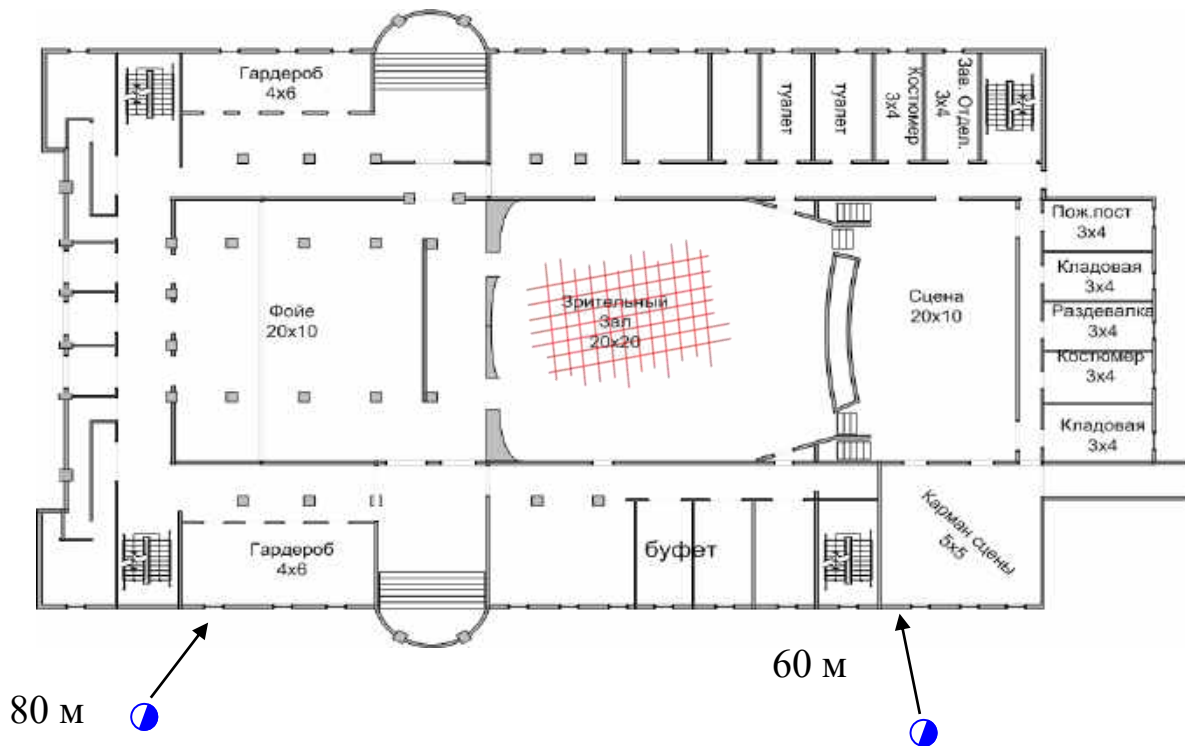 Гардероб
4х6
туалет
туалет
Костюмер
3х4
Зав. Отдел.
3х4
Пож.пост
3х4
Кладовая
3х4
Раздевалка
3х4
Костюмер
3х4
Кладовая
3х4
Фойе
20х10
Зрительный
Зал
20х20
Сцена
20х10
Гардероб
4х6
буфет
Карман сцены
5х5
80 м
60 м